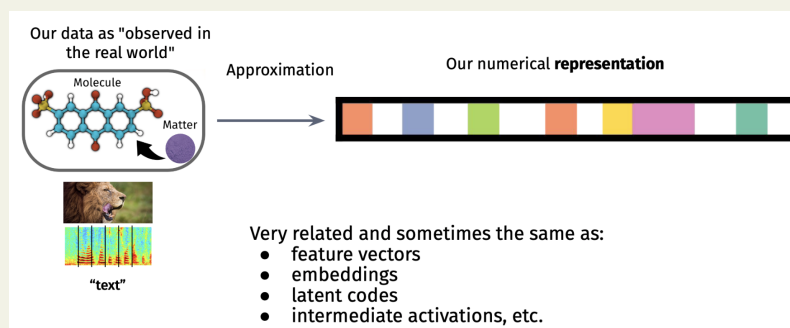 Our data as "observed in
the real world"
Molecule
Matter
"text"
Approximation
Our numerical representation
Very related and sometimes the same as:
● feature vectors
● embeddings
● latent codes
● intermediate activations, etc.